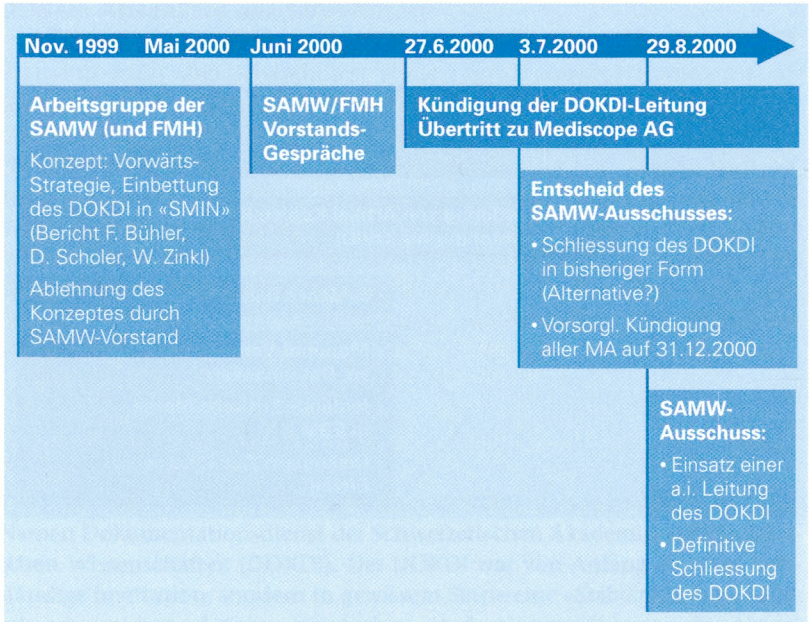 Nov. 1999 Mai 2000 Juni 2000 27.6.2000 3.7.2000 29.8.2000
Arbeitsgruppe der
SAMW (und FMH)
Konzept: Vorwärts-
Strategie, Einbettung
des DOKDI in «SMIN»
(Bericht F. Bühler,
D. Scholer, W. Zinkl)
Ablehnung des
Konzeptes durch
SAMW-Vorstand
SAMW/FMH
Vorstands-
Gespräche
Kündigung der DOKDI-Leitung
Übertritt zu Mediscope AG
Entscheid des
SAMW-Ausschusses:
• Schliessung des DOKDI
in bisheriger Form
(Alternative?)
• Vorsorgl. Kündigung
aller MA auf 31.12.2000
SAMW-
Ausschuss:
• Einsatz einer
a.i. Leitung
des DOKDI
• Definitive
Schliessung
des DOKDI